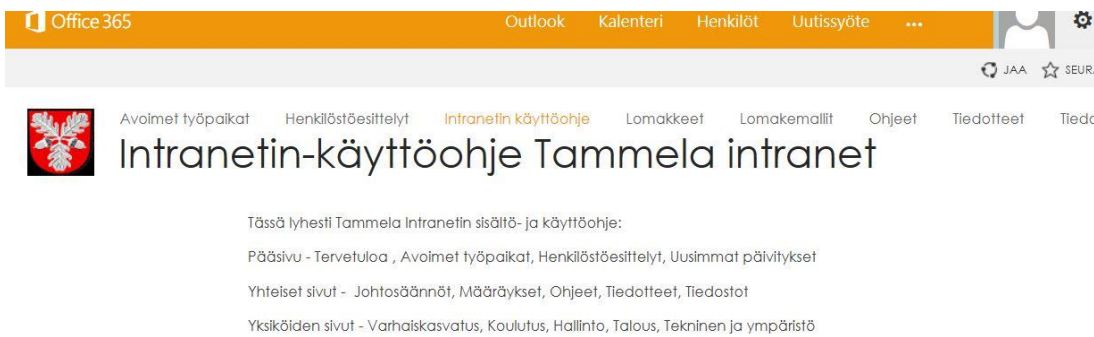 Office 365 Outlook Kalenteri Henkilöt Uutissyöte ...
JAA
Avoimet työpaikat Henkilöstöesittelyt Intranetin käyttöohje Lomakkeet Lomakemallit Ohjeet Tiedotteet
Intranetin-käyttöohje Tammela intranet
Tässä lyhesti Tammela Intranetin sisältö- ja käyttöohje:
Pääsivu - Tervetuloa , Avoimet työpaikat, Henkilöstöesittelyt, Uusimmat päivitykset
Yhteiset sivut - Johtosäännöt, Määräykset, Ohjeet, Tiedotteet, Tiedostot
Yksiköiden sivut - Varhaiskasvatus, Koulutus, Hallinto, Talous, Tekninen ja ympäristö